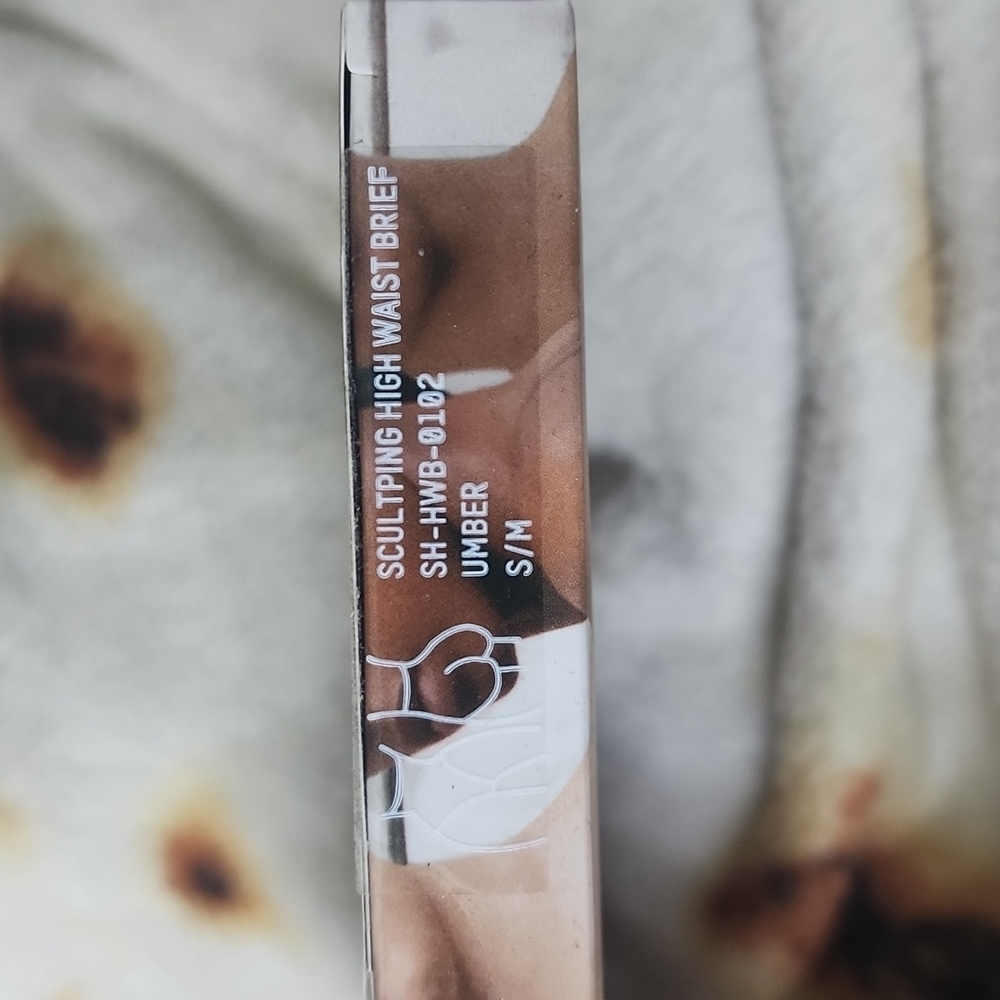 SCULTPING HIGH WAIST BRIEF
SH-HWB-0102
UMBER
S/M